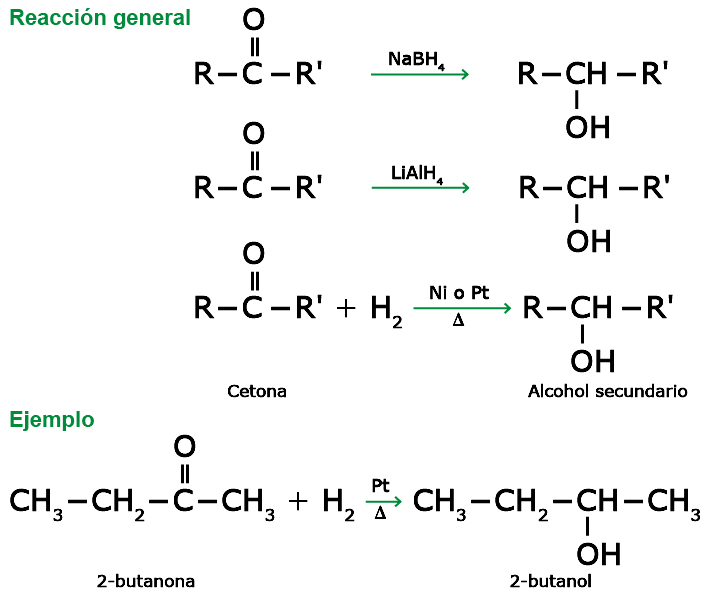 Reacción general
O
||
R—C—R' NaBH₄ R—CH—R'
|
OH
O
||
R—C—R' LiAlH₄ R—CH—R'
|
OH
O
||
R—C—R' + H₂ Ni o Pt Δ R—CH—R'
|
OH
Cetona Alcohol secundario
Ejemplo
O
||
CH₃—CH₂—C—CH₃ + H₂ Pt Δ CH₃—CH₂—CH—CH₃
|
OH
2-butanona 2-butanol